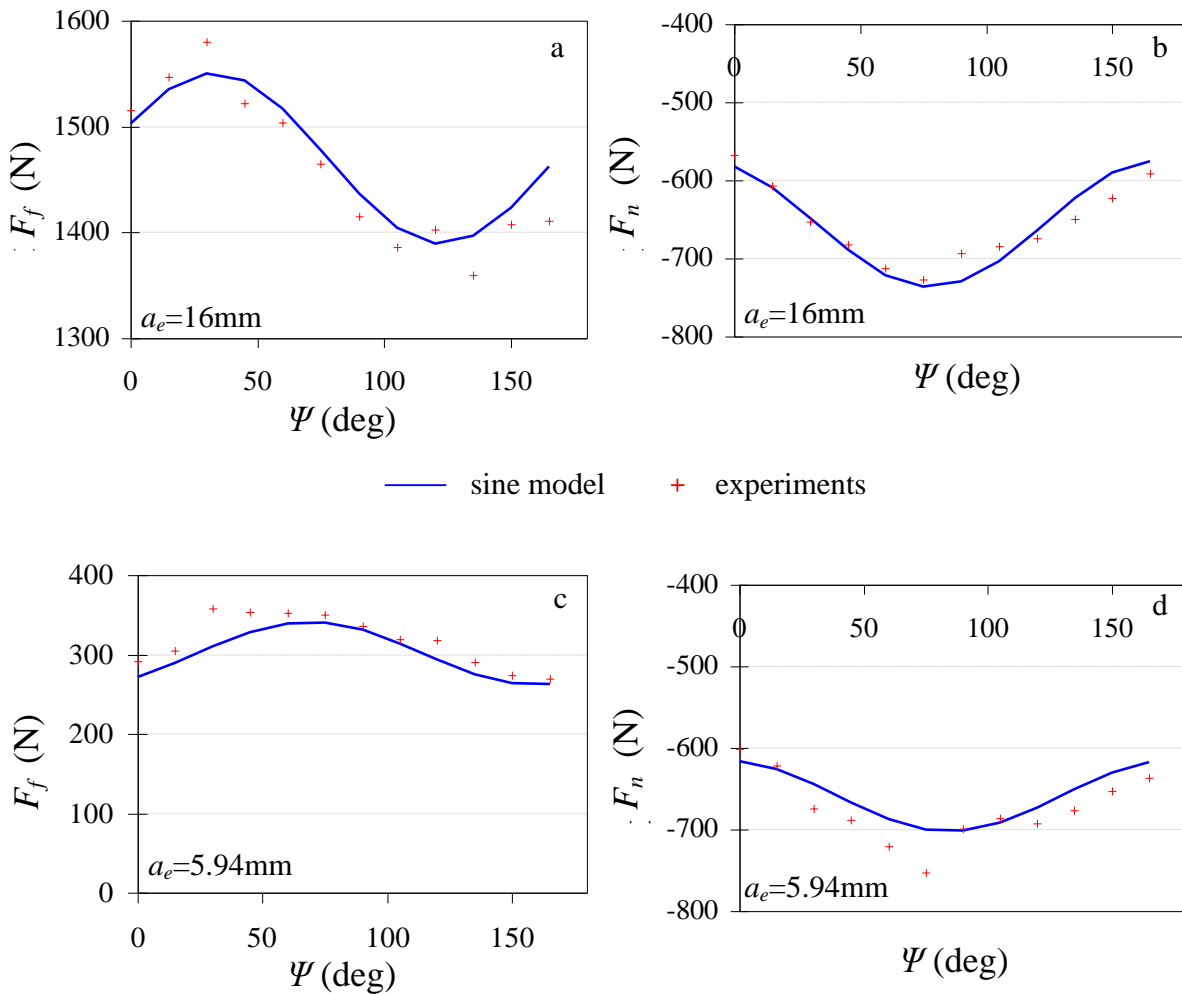 a
1600
1500
1400
1300
F_f (N)
a_e=16mm
0 50 100 150
Ψ (deg)
b
-400
0 50 100 150
-500
-600
-700
-800
F_n (N)
a_e=16mm
Ψ (deg)
sine model experiments
c
400
300
200
100
0
F_f (N)
a_e=5.94mm
0 50 100 150
Ψ (deg)
-400
d
0 50 100 150
-500
-600
-700
-800
F_n (N)
a_e=5.94mm
Ψ (deg)